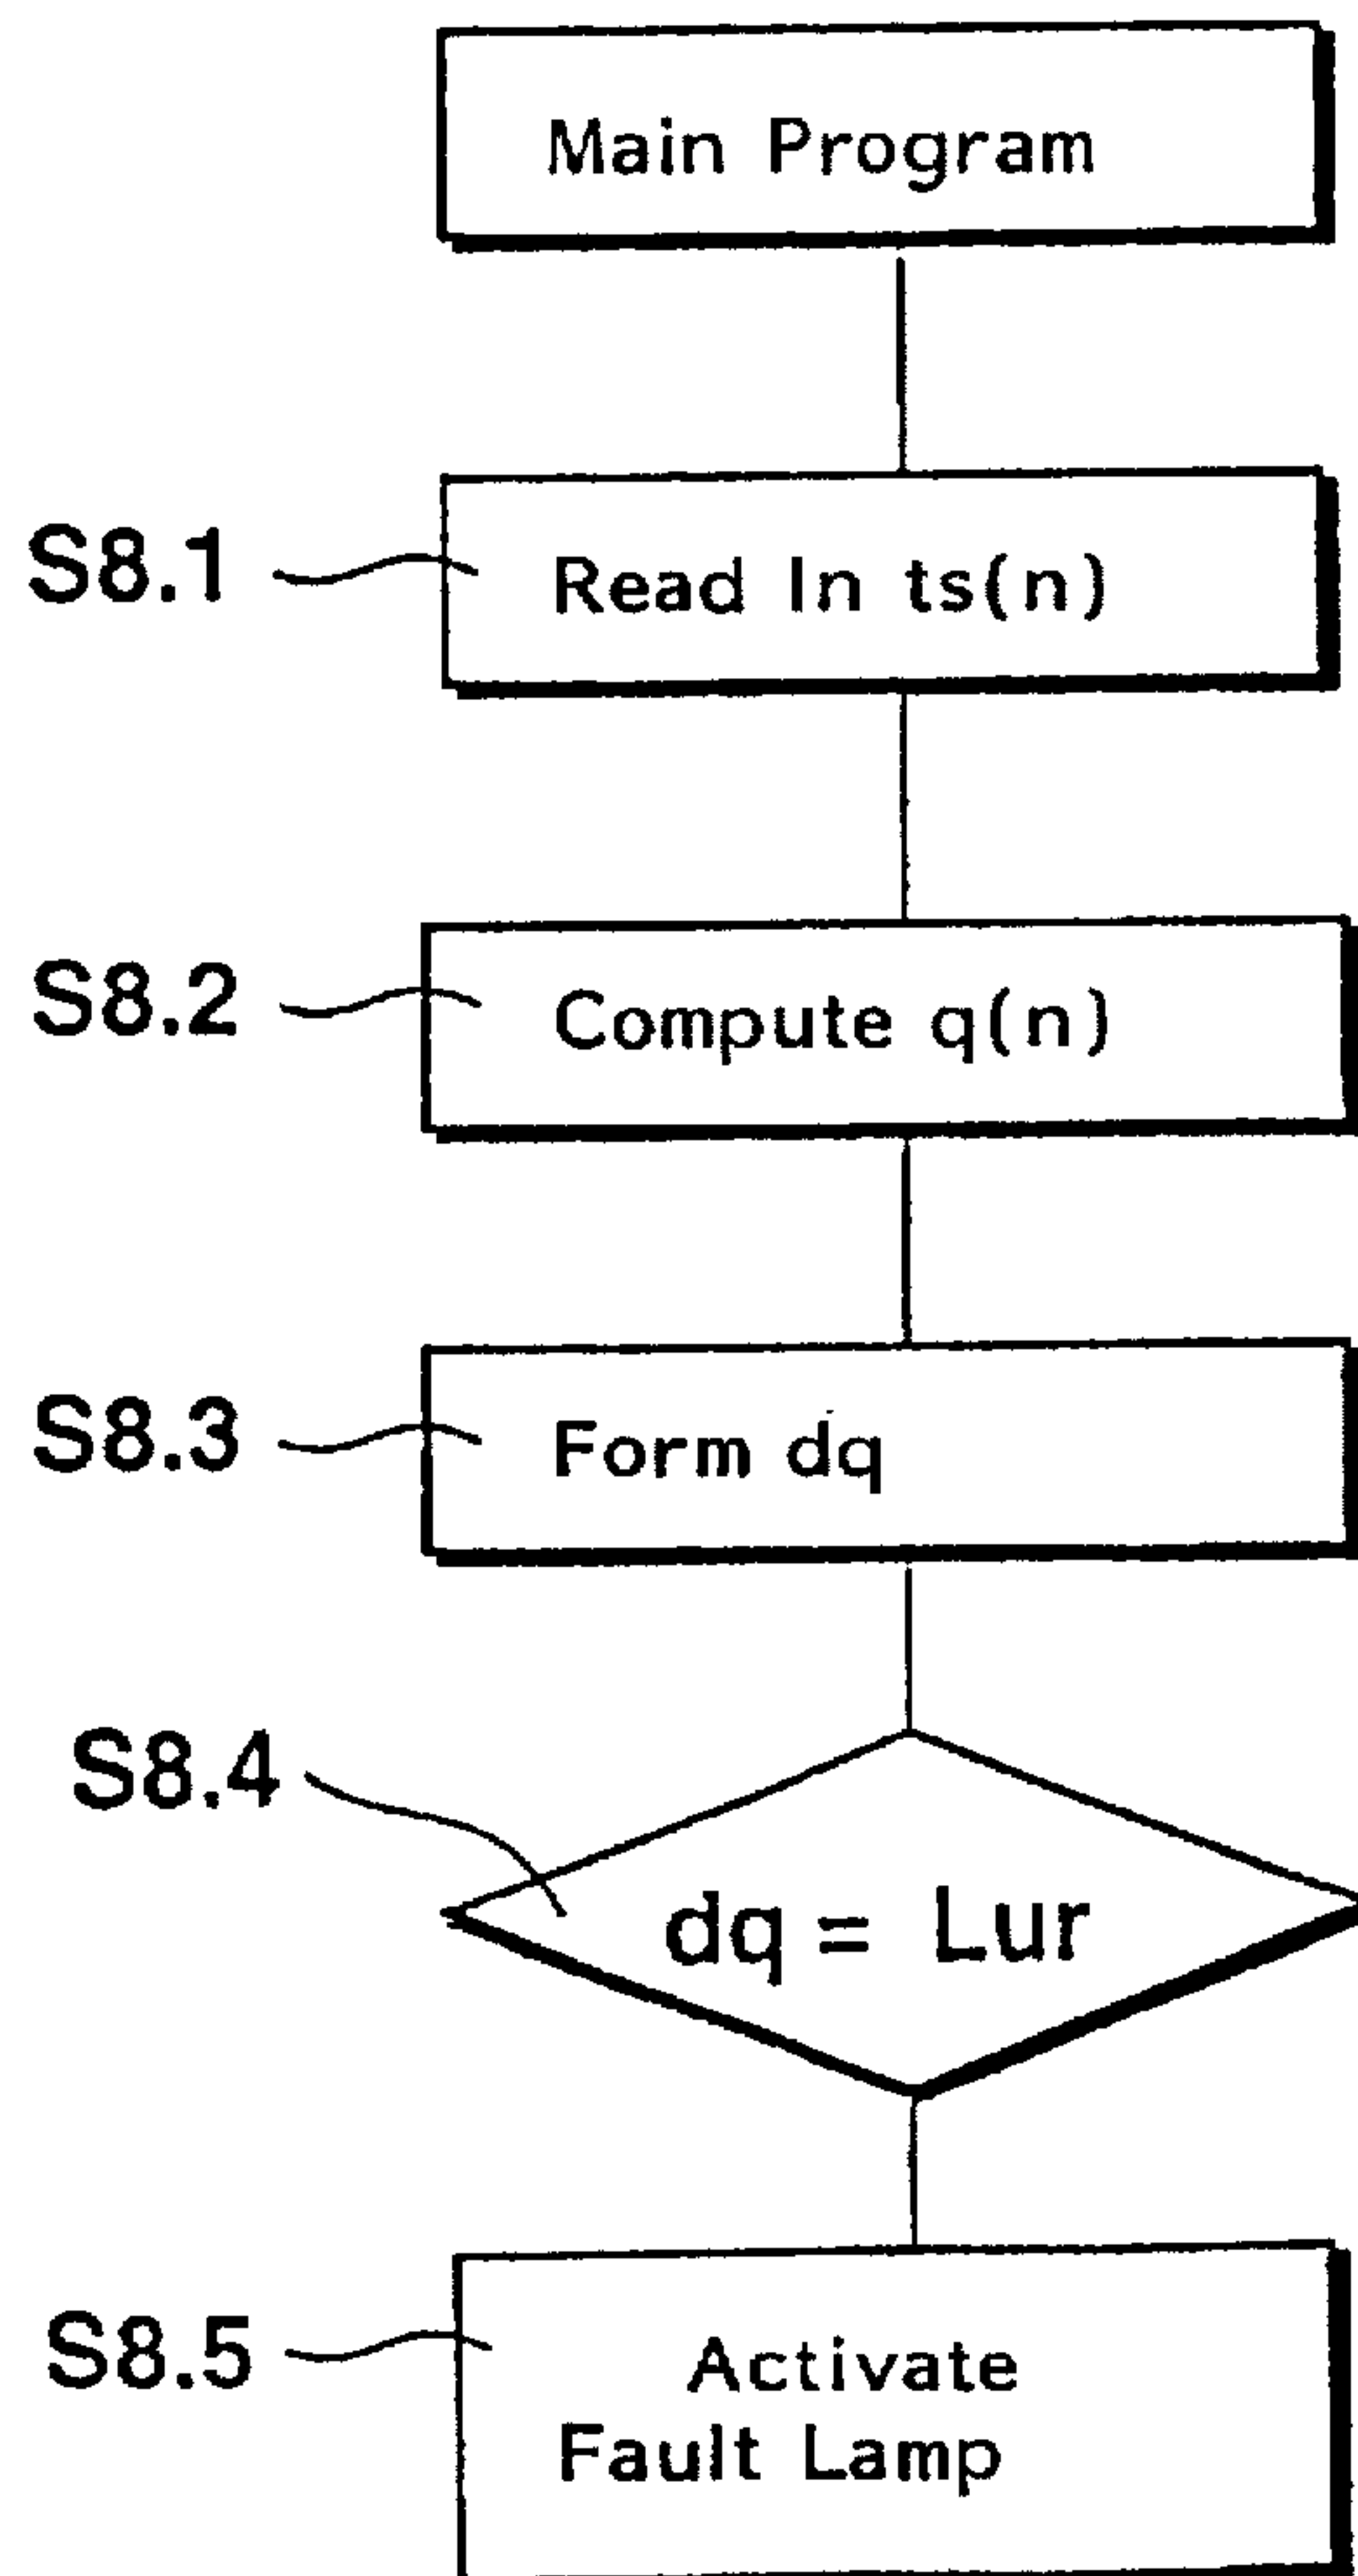 Main Program
S8.1
Read In ts(n)
S8.2
Compute q(n)
S8.3
Form dq
S8.4
dq = Lur
S8.5
Activate
Fault Lamp